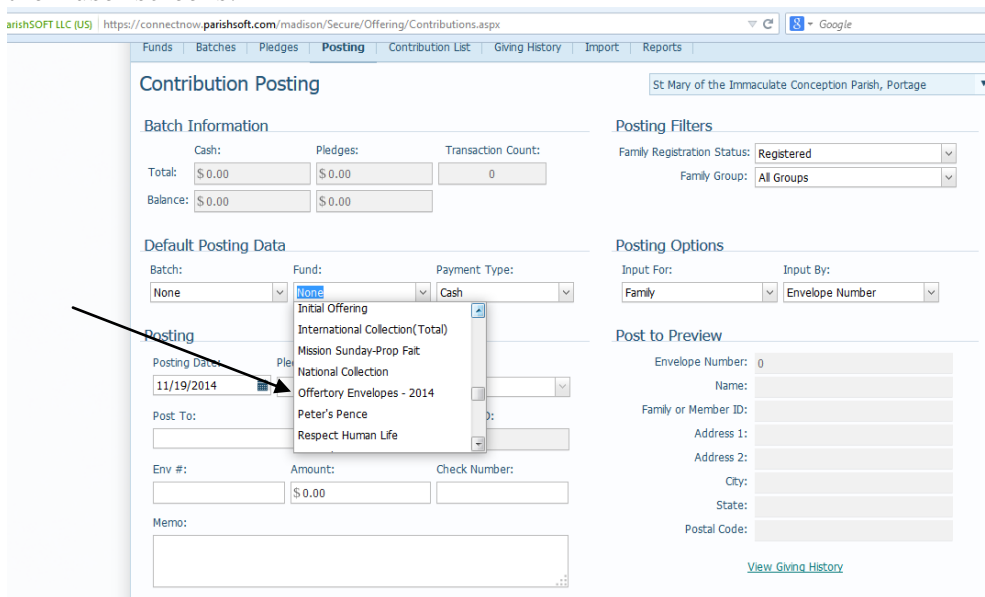 arishSOFT LLC (US) https://connectnow.parishsoft.com/madison/Secure/Offering/Contributions.aspx Google
Funds Batches Pledges Posting Contribution List Giving History Import Reports
Contribution Posting
St Mary of the Immaculate Conception Parish, Portage
Batch Information
Cash: Pledges: Transaction Count:
Total: $ 0.00 $ 0.00 0
Balance: $ 0.00 $ 0.00
Posting Filters
Family Registration Status: Registered
Family Group: All Groups
Default Posting Data
Batch: Fund: Payment Type:
None None Cash
Initial Offering
International Collection(Total)
Mission Sunday-Prop Fait
National Collection
Offertory Envelopes - 2014
Peter's Pence
Respect Human Life
Posting Options
Input For: Input By:
Family Envelope Number
Posting
Posting Date: Ple
11/19/2014
Post To: D:
Env #: Amount: Check Number:
$ 0.00
Memo:
Post to Preview
Envelope Number: 0
Name:
Family or Member ID:
Address 1:
Address 2:
City:
State:
Postal Code:
View Giving History